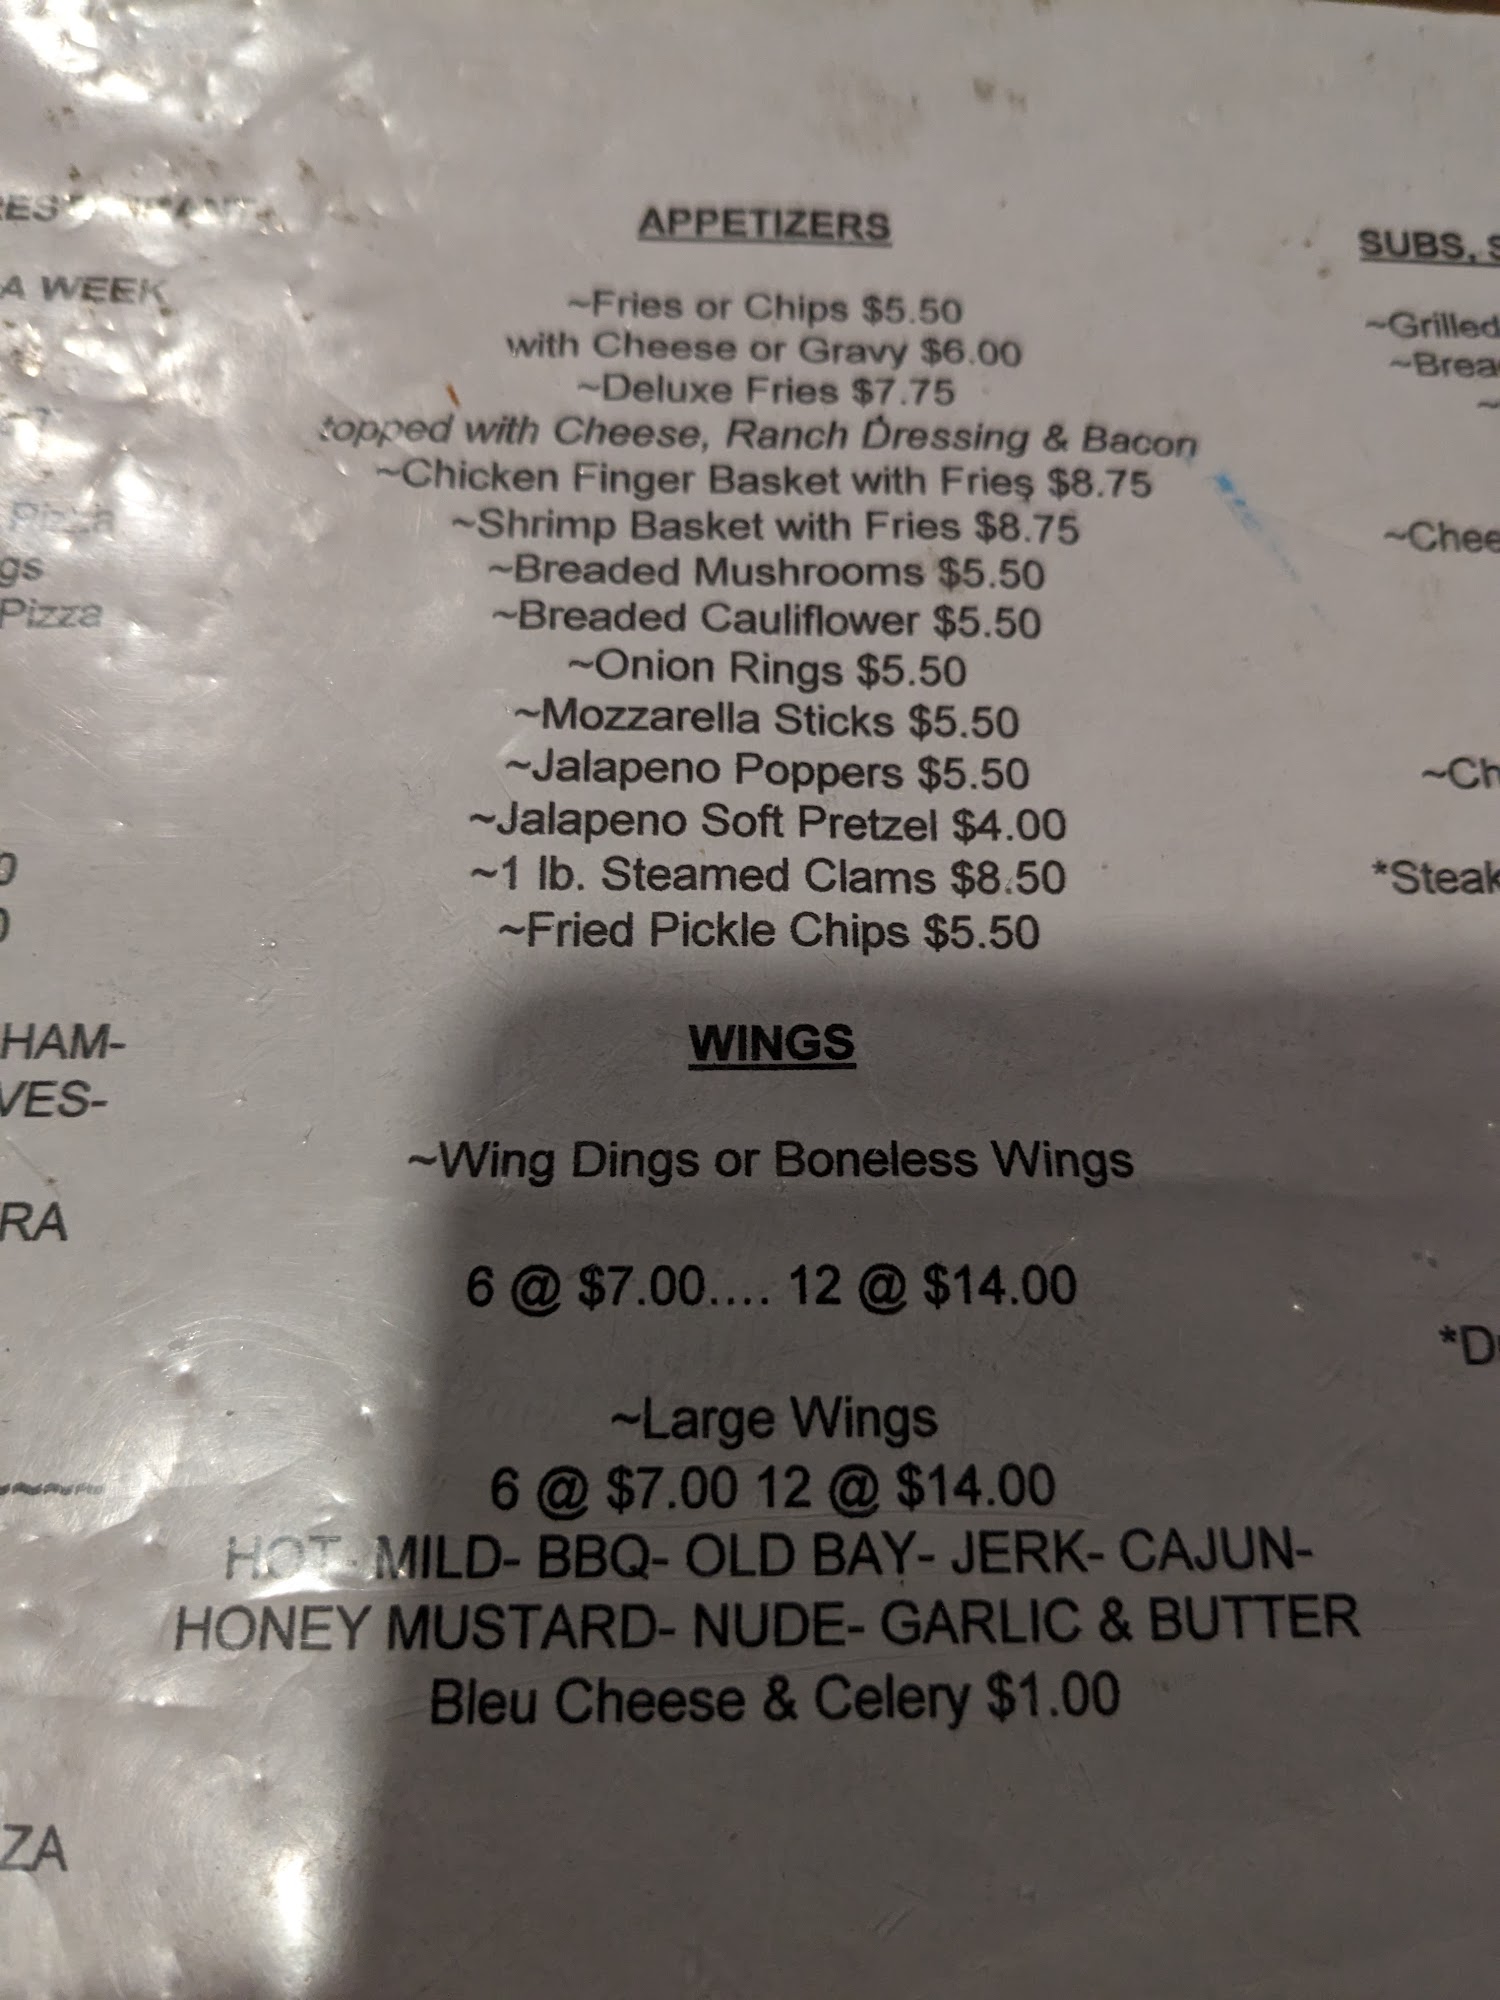 A WEEK
Pizza
gs
Pizza
HAM-
VES-
RA
ZA
APPETIZERS
~Fries or Chips $5.50
with Cheese or Gravy $6.00
~Deluxe Fries $7.75
topped with Cheese, Ranch Dressing & Bacon
~Chicken Finger Basket with Fries $8.75
~Shrimp Basket with Fries $8.75
~Breaded Mushrooms $5.50
~Breaded Cauliflower $5.50
~Onion Rings $5.50
~Mozzarella Sticks $5.50
~Jalapeno Poppers $5.50
~Jalapeno Soft Pretzel $4.00
~1 lb. Steamed Clams $8.50
~Fried Pickle Chips $5.50
WINGS
~Wing Dings or Boneless Wings
6 @ $7.00.... 12 @ $14.00
~Large Wings
6 @ $7.00 12 @ $14.00
HOT- MILD- BBQ- OLD BAY- JERK- CAJUN-
HONEY MUSTARD- NUDE- GARLIC & BUTTER
Bleu Cheese & Celery $1.00
SUBS, S
~Grilled
~Brea
~
~Chee
~Ch
*Steak
*D